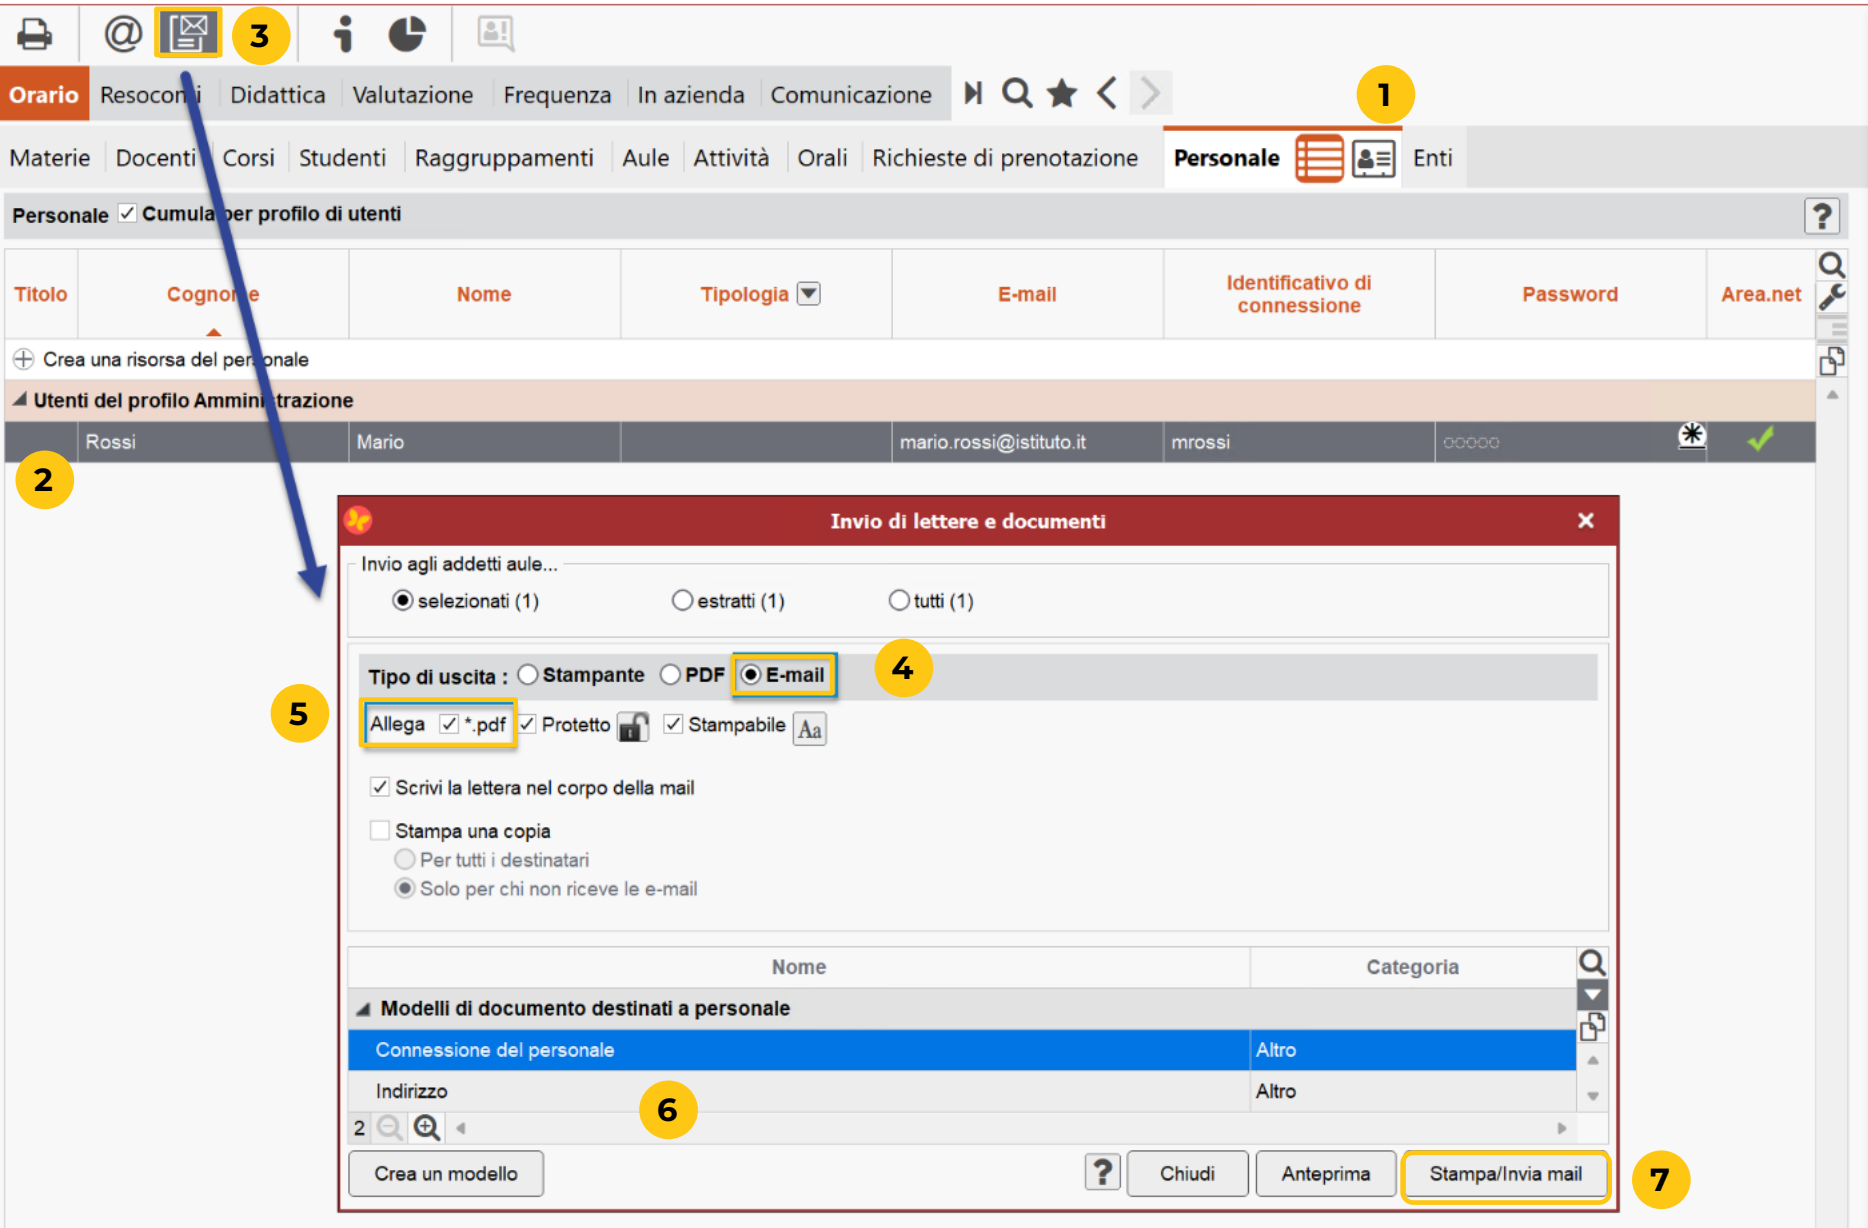 @ 3
Orario Resoconti Didattica Valutazione Frequenza In azienda Comunicazione 1
Materie Docenti Corsi Studenti Raggruppamenti Aule Attività Orali Richieste di prenotazione Personale Enti
Personale Cumula per profilo di utenti ?
Titolo Cognome Nome Tipologia E-mail Identificativo di connessione Password Area.net
Crea una risorsa del personale
Utenti del profilo Amministrazione
Rossi Mario mario.rossi@istituto.it mrossi
2
Invio di lettere e documenti
Invio agli addetti aule...
selezionati (1) estratti (1) tutti (1)
Tipo di uscita : Stampante PDF E-mail 4
5 Allega *.pdf Protetto Stampabile Aa
Scrivi la lettera nel corpo della mail
Stampa una copia
Per tutti i destinatari
Solo per chi non riceve le e-mail
Nome Categoria
Modelli di documento destinati a personale
Connessione del personale Altro
Indirizzo Altro
6
2
Crea un modello ? Chiudi Anteprima Stampa/Invia mail 7